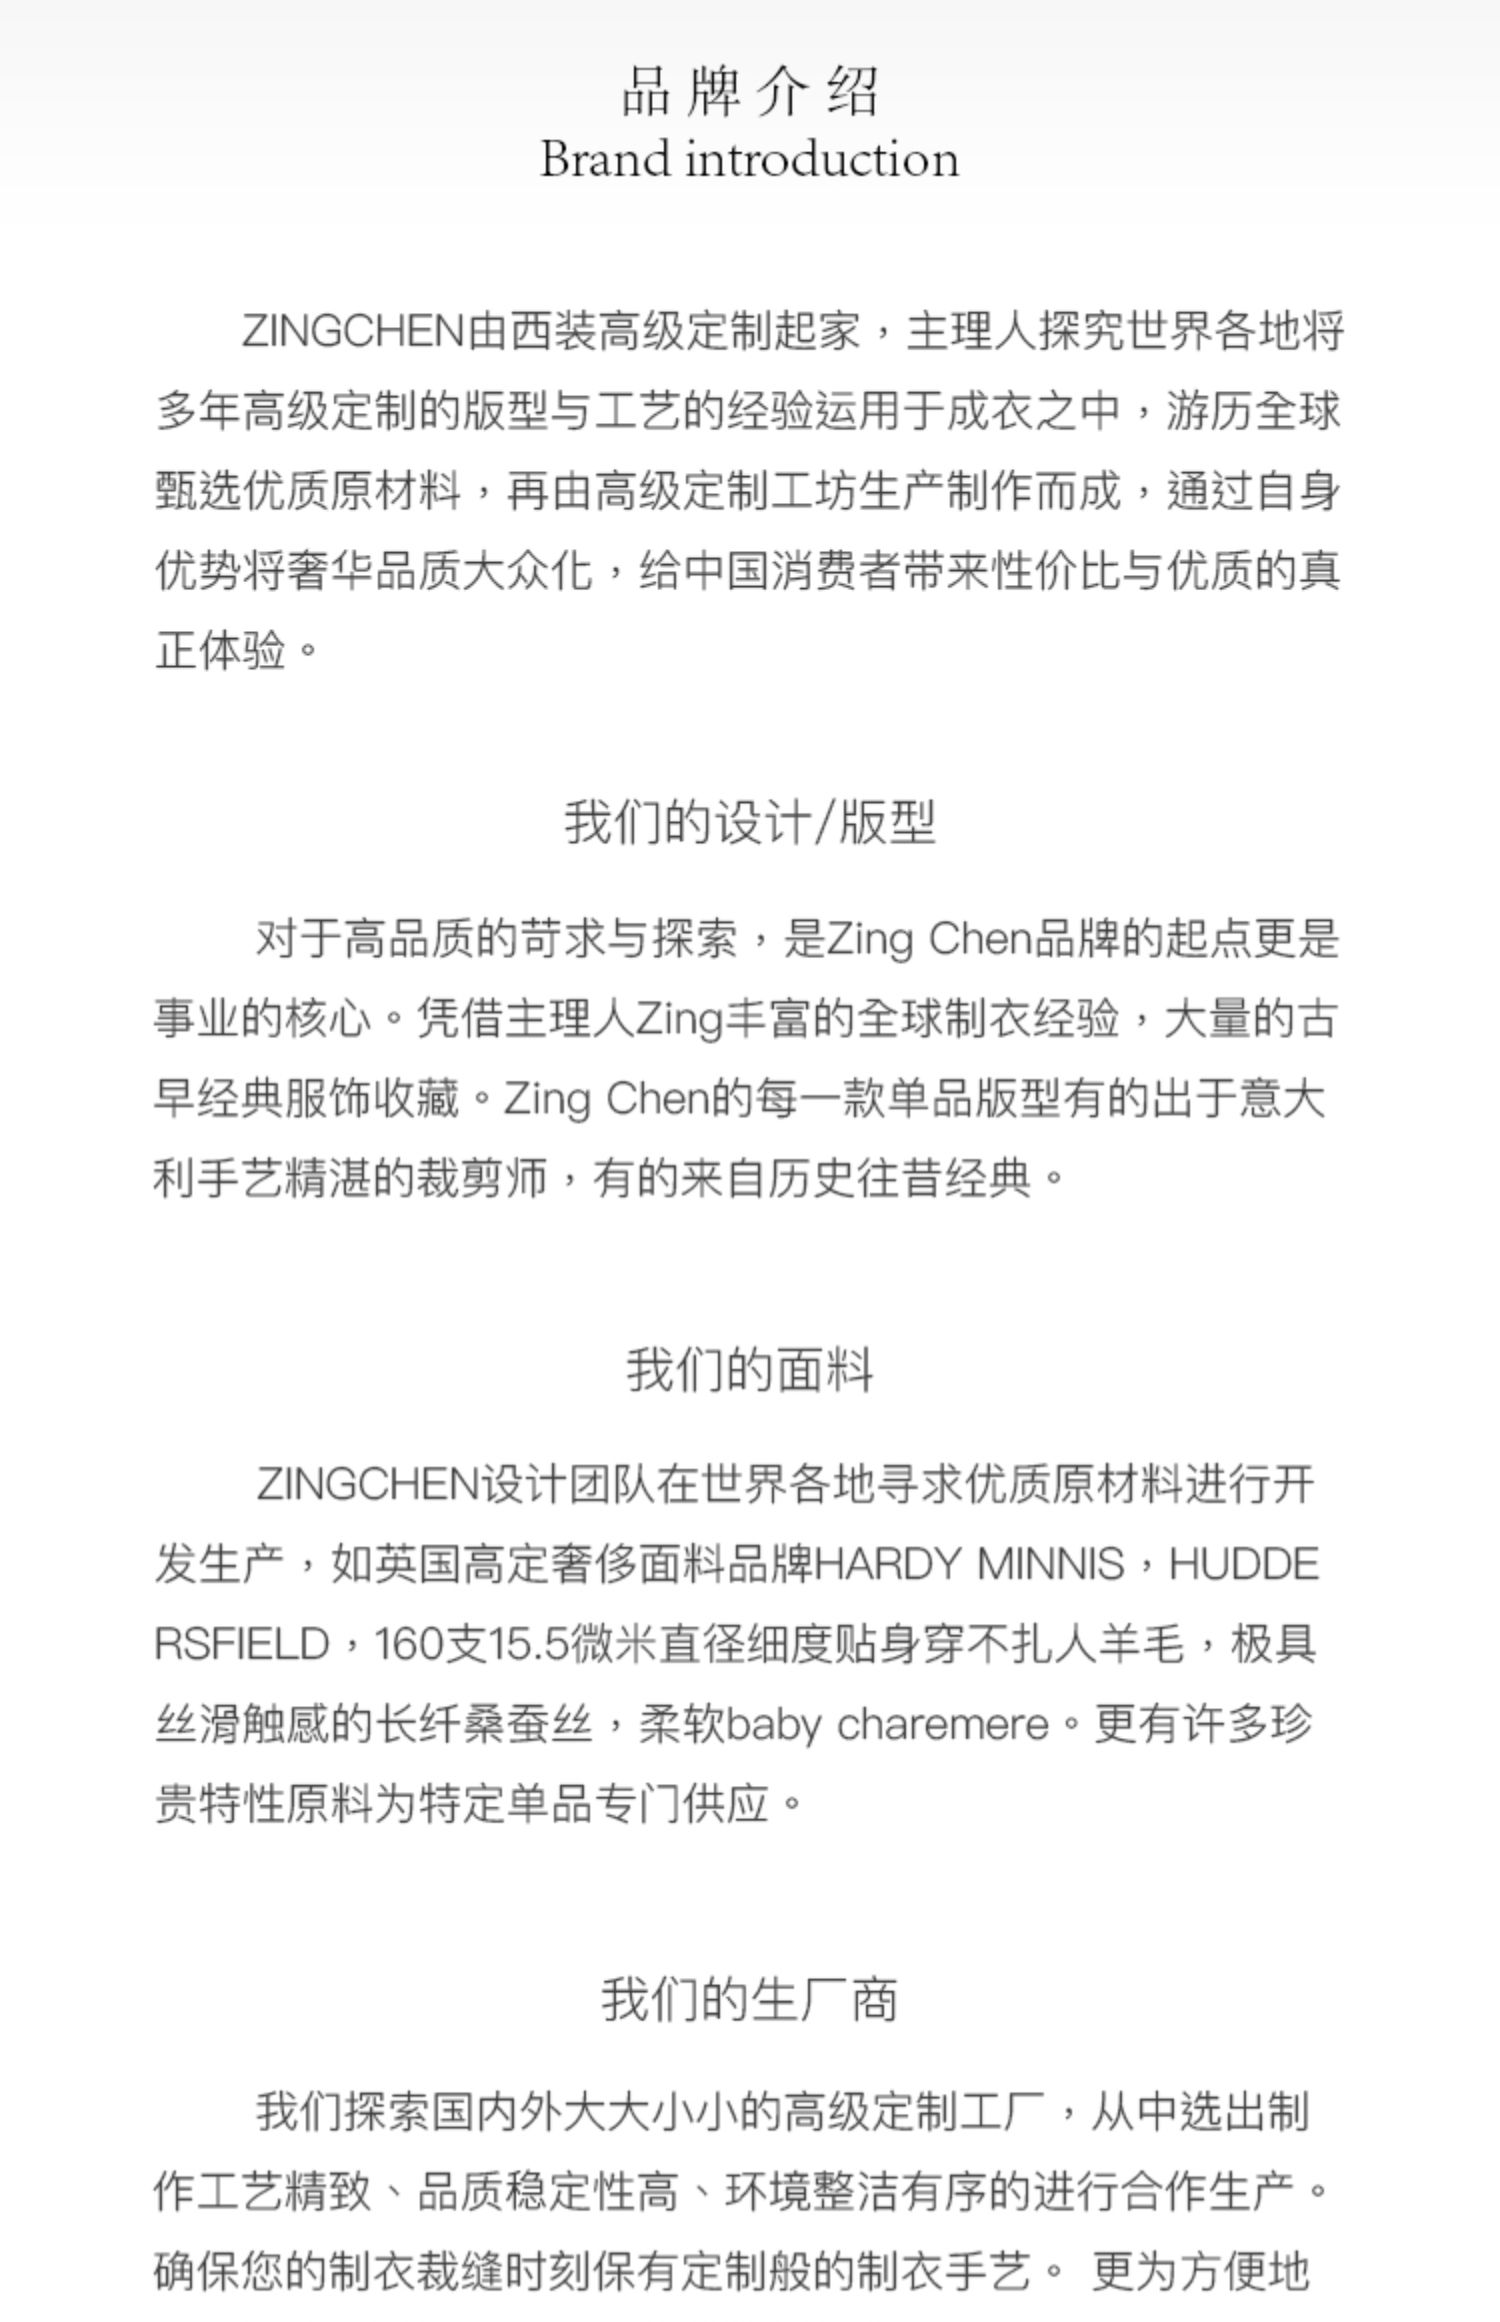 品牌介绍
Brand introduction
ZINGCHEN由西装高级定制起家，主理人探究世界各地将
多年高级定制的版型与工艺的经验运用于成衣之中，游历全球
甄选优质原材料，再由高级定制工坊生产制作而成，通过自身
优势将奢华品质大众化，给中国消费者带来性价比与优质的真
正体验。
我们的设计/版型
对于高品质的苛求与探索，是Zing Chen品牌的起点更是
事业的核心。凭借主理人Zing丰富的全球制衣经验，大量的古
早经典服饰收藏。Zing Chen的每一款单品版型有的出于意大
利手艺精湛的裁剪师，有的来自历史往昔经典。
我们的面料
ZINGCHEN设计团队在世界各地寻求优质原材料进行开
发生产，如英国高定奢侈面料品牌HARDY MINNIS，HUDDE
RSFIELD，160支15.5微米直径细度贴身穿不扎人羊毛，极具
丝滑触感的长纤桑蚕丝，柔软baby charemere。更有许多珍
贵特性原料为特定单品专门供应。
我们的生厂商
我们探索国内外大大小小的高级定制工厂，从中选出制
作工艺精致、品质稳定性高、环境整洁有序的进行合作生产。
确保您的制衣裁缝时刻保有定制般的制衣手艺。 更为方便地